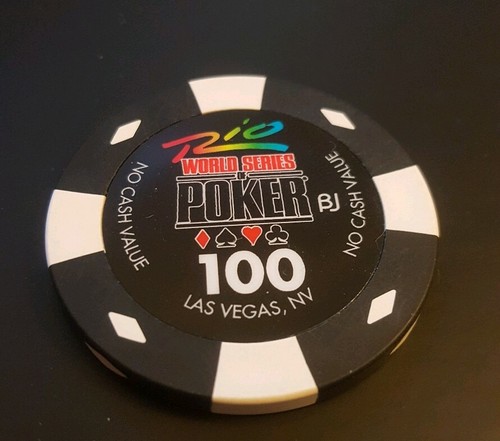 Rio
WORLD SERIES
OF
POKER
BJ
100
LAS VEGAS, NV
NO CASH VALUE
NO CASH VALUE